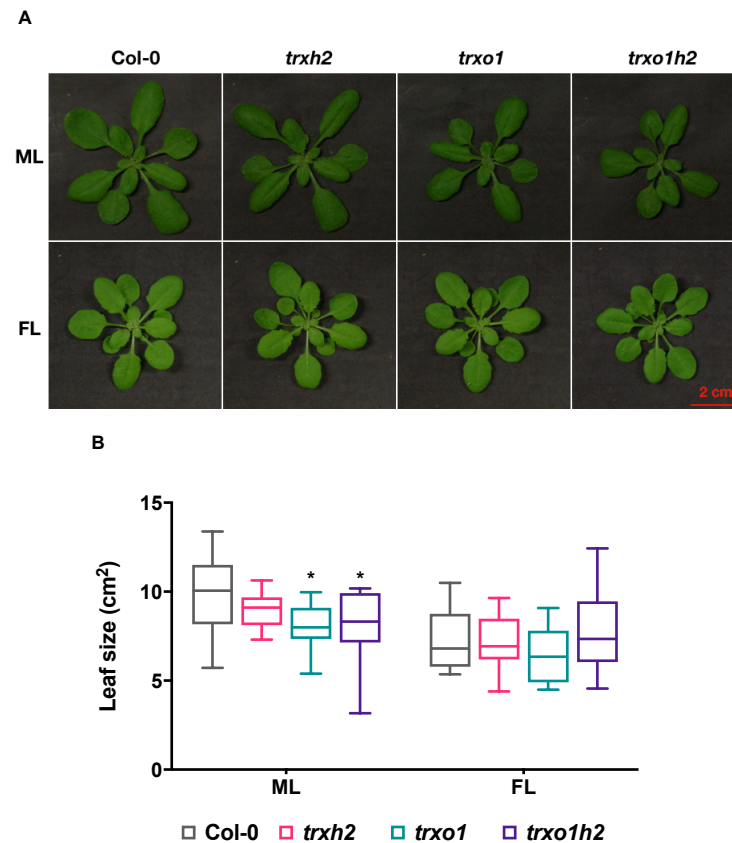 A
Col-0 trxh2 trxo1 trxo1h2
ML
FL
2 cm
B
15
10
5
0
Leaf size (cm²)
* *
ML FL
Col-0 trxh2 trxo1 trxo1h2